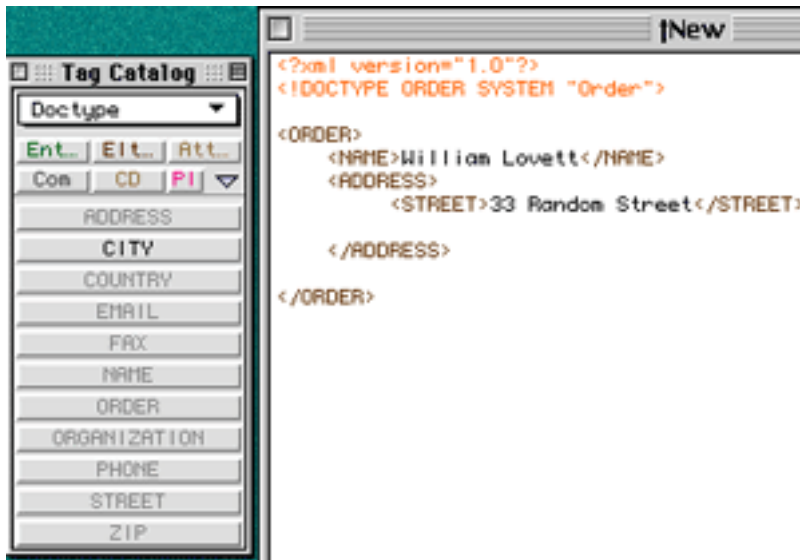 Tag Catalog
Doctype
Ent... Elt... Att...
Com CD PI
ADDRESS
CITY
COUNTRY
EMAIL
FAX
NAME
ORDER
ORGANIZATION
PHONE
STREET
ZIP
†New
<?xml version="1.0"?>
<!DOCTYPE ORDER SYSTEM "Order">
<ORDER>
<NAME>William Lovett</NAME>
<ADDRESS>
<STREET>33 Random Street</STREET>
</ADDRESS>
</ORDER>